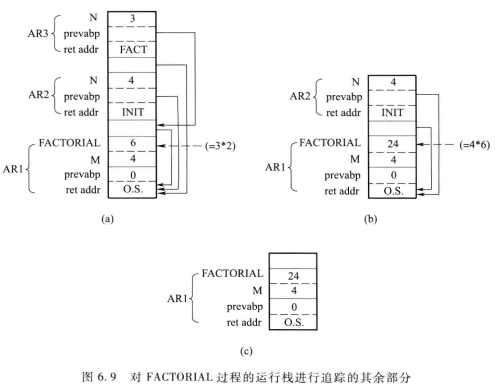 N 3
AR3 prevabp
ret addr FACT
N 4
AR2 prevabp
ret addr INIT
FACTORIAL 6 (=3*2)
M 4
AR1
prevabp 0
ret addr O.S.
(a)
N 4
AR2 prevabp
ret addr INIT
FACTORIAL 24 (=4*6)
M 4
AR1
prevabp 0
ret addr O.S.
(b)
FACTORIAL 24
AR1 M 4
prevabp 0
ret addr O.S.
(c)
图 6.9 对 FACTORIAL 过程的运行栈进行追踪的其余部分